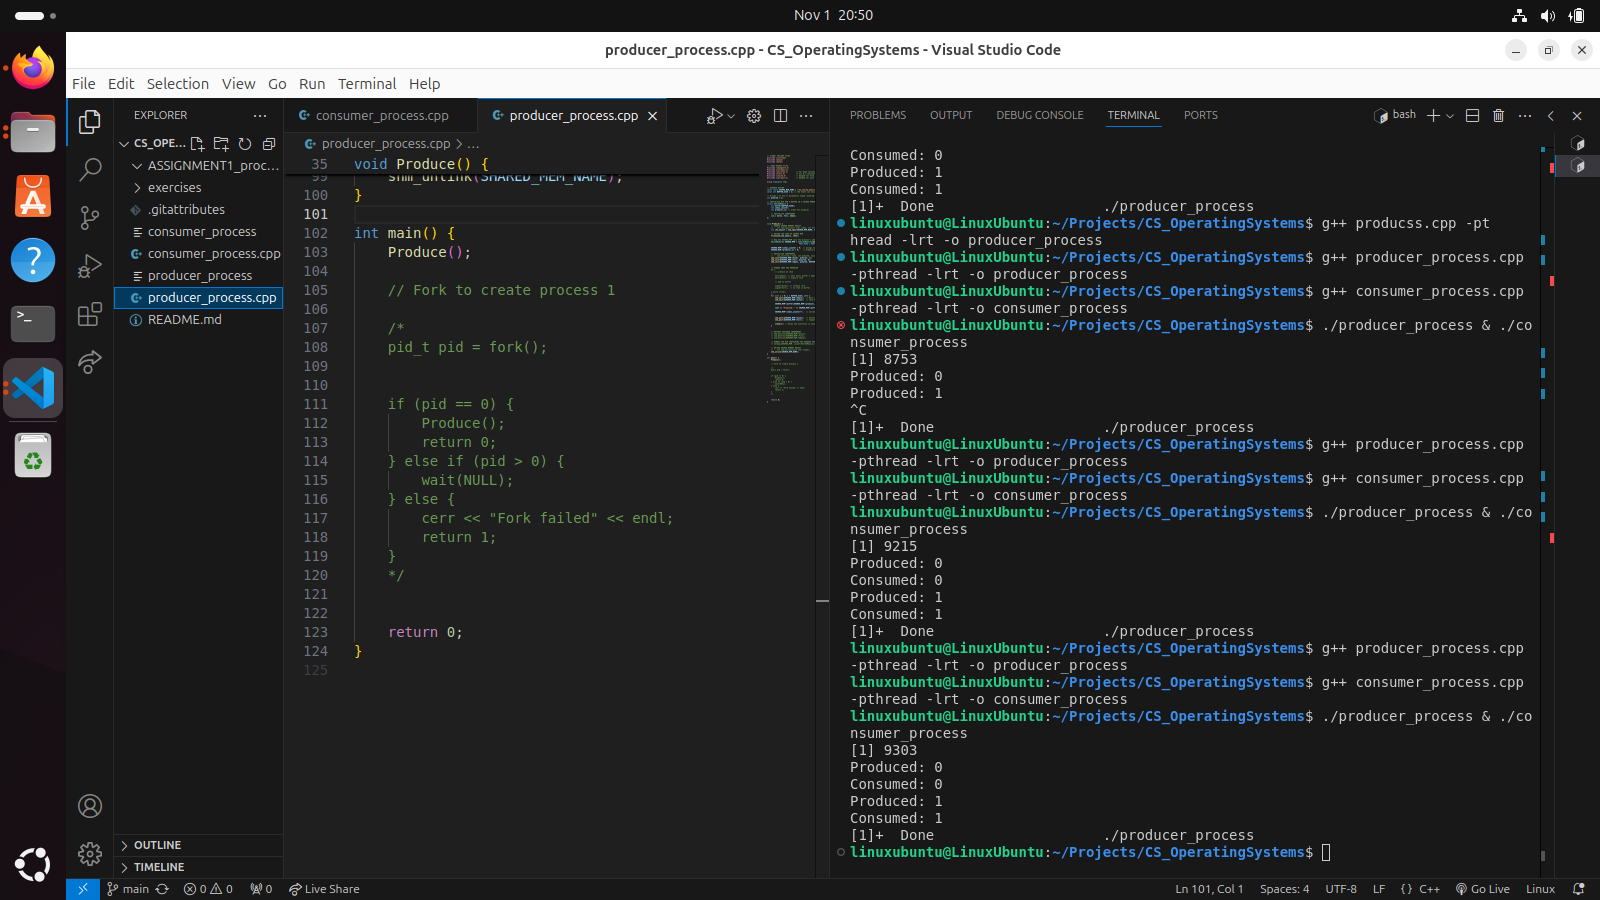 Nov 1 20:50
producer_process.cpp - CS_OperatingSystems - Visual Studio Code
File Edit Selection View Go Run Terminal Help
EXPLORER
CS_OPE...
ASSIGNMENT1_proc...
exercises
.gitattributes
consumer_process
consumer_process.cpp
producer_process
producer_process.cpp
README.md
OUTLINE
TIMELINE
consumer_process.cpp
producer_process.cpp
producer_process.cpp > ...
35 void Produce() {
99 shm_unlink(SHARED_MEM_NAME);
100 }
101
102 int main() {
103 Produce();
104
105 // Fork to create process 1
106
107 /*
108 pid_t pid = fork();
109
110
111 if (pid == 0) {
112 Produce();
113 return 0;
114 } else if (pid > 0) {
115 wait(NULL);
116 } else {
117 cerr << "Fork failed" << endl;
118 return 1;
119 }
120 */
121
122
123 return 0;
124 }
125
PROBLEMS OUTPUT DEBUG CONSOLE TERMINAL PORTS
bash
Consumed: 0
Produced: 1
Consumed: 1
[1]+ Done ./producer_process
linuxubuntu@LinuxUbuntu:~/Projects/CS_OperatingSystems$ g++ producss.cpp -pt
hread -lrt -o producer_process
linuxubuntu@LinuxUbuntu:~/Projects/CS_OperatingSystems$ g++ producer_process.cpp
-pthread -lrt -o producer_process
linuxubuntu@LinuxUbuntu:~/Projects/CS_OperatingSystems$ g++ consumer_process.cpp
-pthread -lrt -o consumer_process
linuxubuntu@LinuxUbuntu:~/Projects/CS_OperatingSystems$ ./producer_process & ./co
nsumer_process
[1] 8753
Produced: 0
Produced: 1
^C
[1]+ Done ./producer_process
linuxubuntu@LinuxUbuntu:~/Projects/CS_OperatingSystems$ g++ producer_process.cpp
-pthread -lrt -o producer_process
linuxubuntu@LinuxUbuntu:~/Projects/CS_OperatingSystems$ g++ consumer_process.cpp
-pthread -lrt -o consumer_process
linuxubuntu@LinuxUbuntu:~/Projects/CS_OperatingSystems$ ./producer_process & ./co
nsumer_process
[1] 9215
Produced: 0
Consumed: 0
Produced: 1
Consumed: 1
[1]+ Done ./producer_process
linuxubuntu@LinuxUbuntu:~/Projects/CS_OperatingSystems$ g++ producer_process.cpp
-pthread -lrt -o producer_process
linuxubuntu@LinuxUbuntu:~/Projects/CS_OperatingSystems$ g++ consumer_process.cpp
-pthread -lrt -o consumer_process
linuxubuntu@LinuxUbuntu:~/Projects/CS_OperatingSystems$ ./producer_process & ./co
nsumer_process
[1] 9303
Produced: 0
Consumed: 0
Produced: 1
Consumed: 1
[1]+ Done ./producer_process
linuxubuntu@LinuxUbuntu:~/Projects/CS_OperatingSystems$
main 0 0 0 Live Share Ln 101, Col 1 Spaces: 4 UTF-8 LF {} C++ Go Live Linux